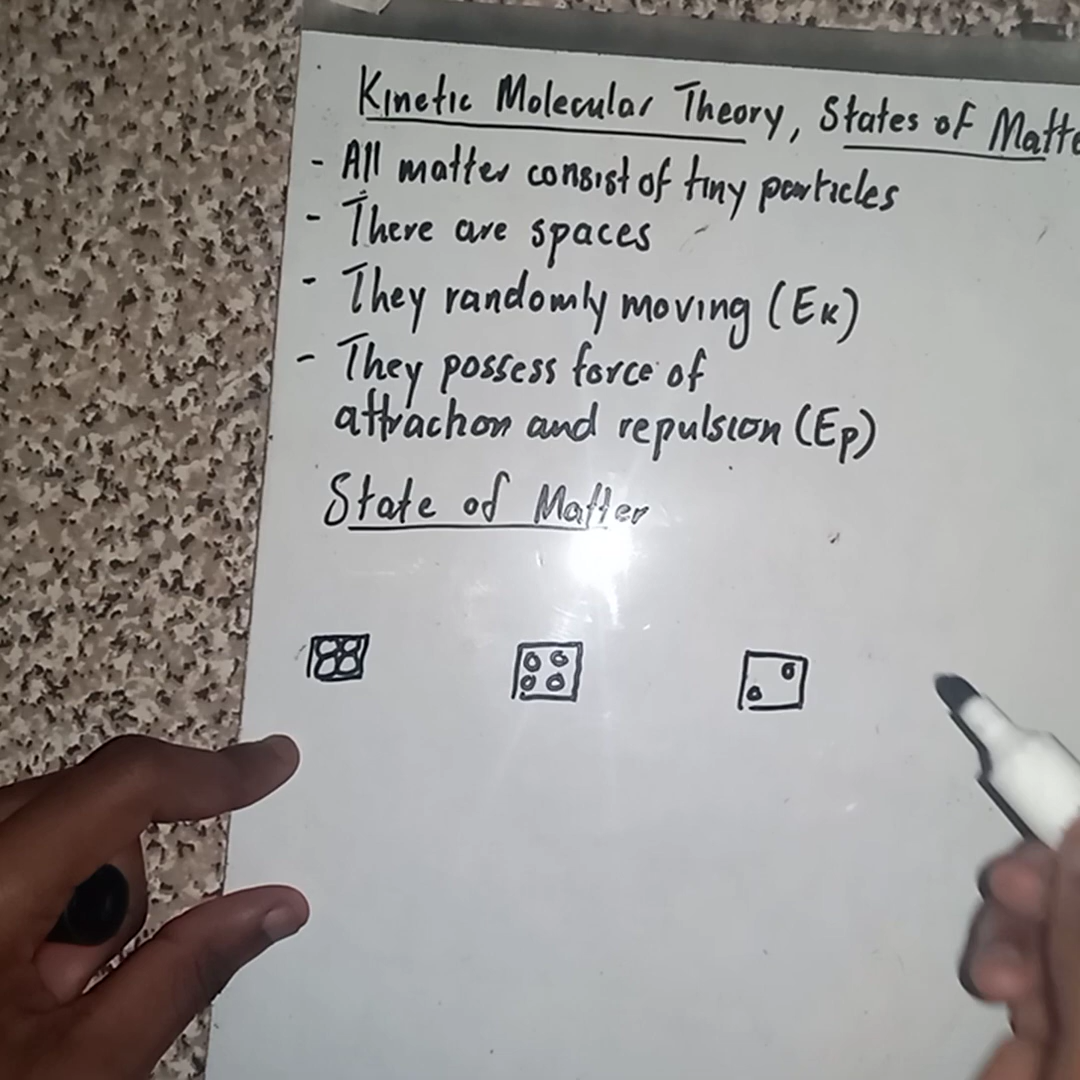 Kinetic Molecular Theory, States of Matte
- All matter consist of tiny particles
- There are spaces
- They randomly moving (Ek)
- They possess force of
attraction and repulsion (Ep)
State of Matter